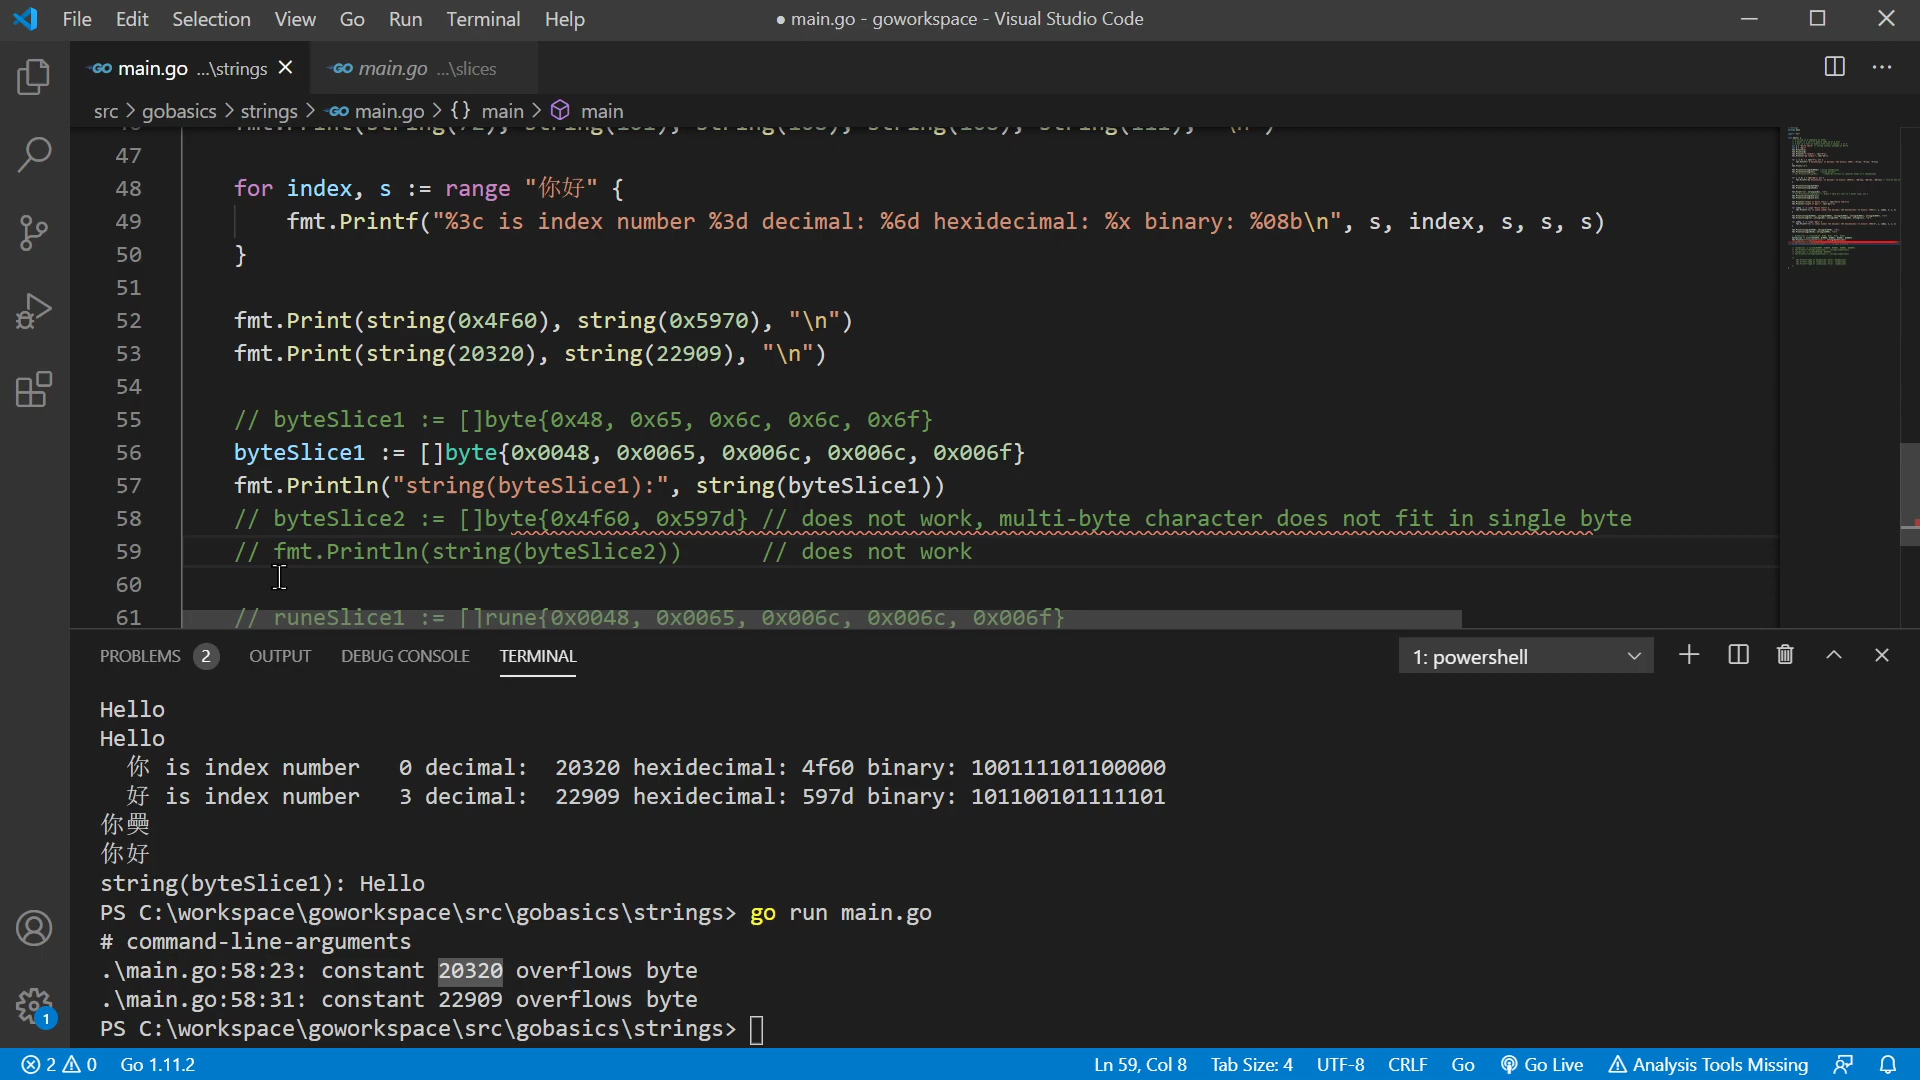 File Edit Selection View Go Run Terminal Help
● main.go - goworkspace - Visual Studio Code
GO main.go ...\strings
GO main.go ...\slices
src > gobasics > strings > GO main.go > {} main > main
47
48 for index, s := range "你好" {
49 fmt.Printf("%3c is index number %3d decimal: %6d hexidecimal: %x binary: %08b\n", s, index, s, s, s)
50 }
51
52 fmt.Print(string(0x4F60), string(0x5970), "\n")
53 fmt.Print(string(20320), string(22909), "\n")
54
55 // byteSlice1 := []byte{0x48, 0x65, 0x6c, 0x6c, 0x6f}
56 byteSlice1 := []byte{0x0048, 0x0065, 0x006c, 0x006c, 0x006f}
57 fmt.Println("string(byteSlice1):", string(byteSlice1))
58 // byteSlice2 := []byte{0x4f60, 0x597d} // does not work, multi-byte character does not fit in single byte
59 // fmt.Println(string(byteSlice2)) // does not work
60
61 // runeSlice1 := []rune{0x0048, 0x0065, 0x006c, 0x006c, 0x006f}
PROBLEMS 2 OUTPUT DEBUG CONSOLE TERMINAL
1: powershell
Hello
Hello
你 is index number 0 decimal: 20320 hexidecimal: 4f60 binary: 100111101100000
好 is index number 3 decimal: 22909 hexidecimal: 597d binary: 101100101111101
你奰
你好
string(byteSlice1): Hello
PS C:\workspace\goworkspace\src\gobasics\strings> go run main.go
# command-line-arguments
.\main.go:58:23: constant 20320 overflows byte
.\main.go:58:31: constant 22909 overflows byte
PS C:\workspace\goworkspace\src\gobasics\strings>
1
2 0 Go 1.11.2
Ln 59, Col 8 Tab Size: 4 UTF-8 CRLF Go Go Live Analysis Tools Missing